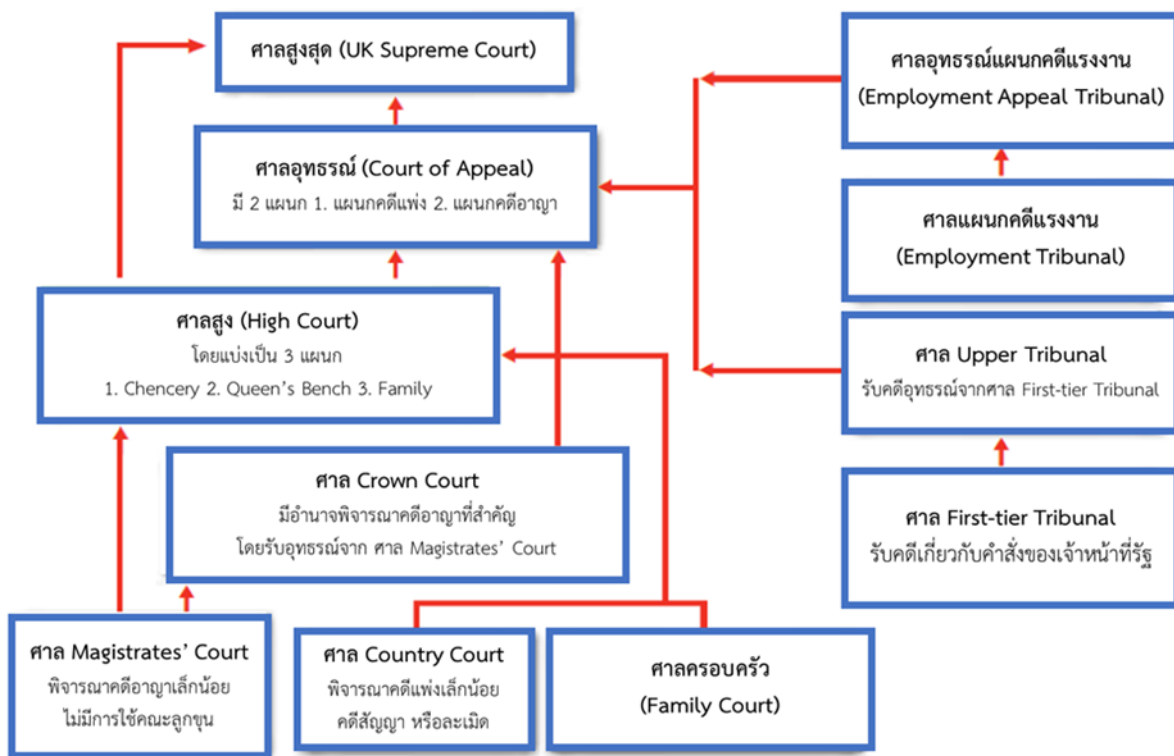 ศาลสูงสุด (UK Supreme Court)
ศาลอุทธรณ์ (Court of Appeal)
มี 2 แผนก 1. แผนกคดีแพ่ง 2. แผนกคดีอาญา
ศาลสูง (High Court)
โดยแบ่งเป็น 3 แผนก
1. Chencery 2. Queen's Bench 3. Family
ศาล Crown Court
มีอำนาจพิจารณาคดีอาญาที่สำคัญ
โดยรับอุทธรณ์จาก ศาล Magistrates' Court
ศาล Magistrates' Court
พิจารณาคดีอาญาเล็กน้อย
ไม่มีการใช้คณะลูกขุน
ศาล Country Court
พิจารณาคดีแพ่งเล็กน้อย
คดีสัญญา หรือละเมิด
ศาลครอบครัว
(Family Court)
ศาลอุทธรณ์แผนกคดีแรงงาน
(Employment Appeal Tribunal)
ศาลแผนกคดีแรงงาน
(Employment Tribunal)
ศาล Upper Tribunal
รับคดีอุทธรณ์จากศาล First-tier Tribunal
ศาล First-tier Tribunal
รับคดีเกี่ยวกับคำสั่งของเจ้าหน้าที่รัฐ